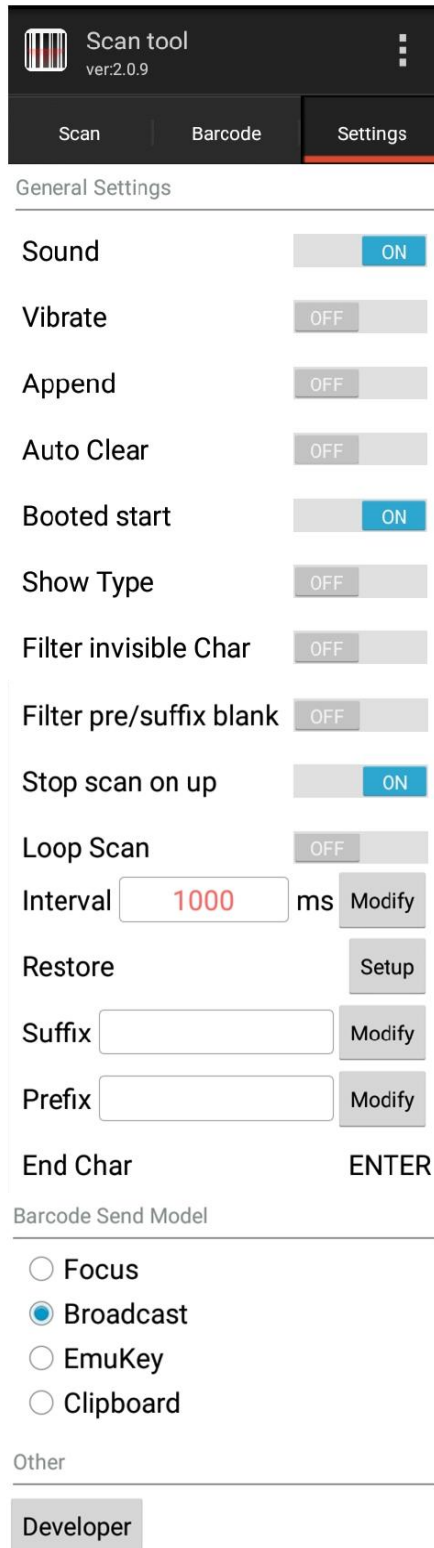 Scan tool
ver:2.0.9
Scan Barcode Settings
General Settings
Sound ON
Vibrate OFF
Append OFF
Auto Clear OFF
Booted start ON
Show Type OFF
Filter invisible Char OFF
Filter pre/suffix blank OFF
Stop scan on up ON
Loop Scan OFF
Interval 1000 ms Modify
Restore Setup
Suffix Modify
Prefix Modify
End Char ENTER
Barcode Send Model
Focus
Broadcast
EmuKey
Clipboard
Other
Developer